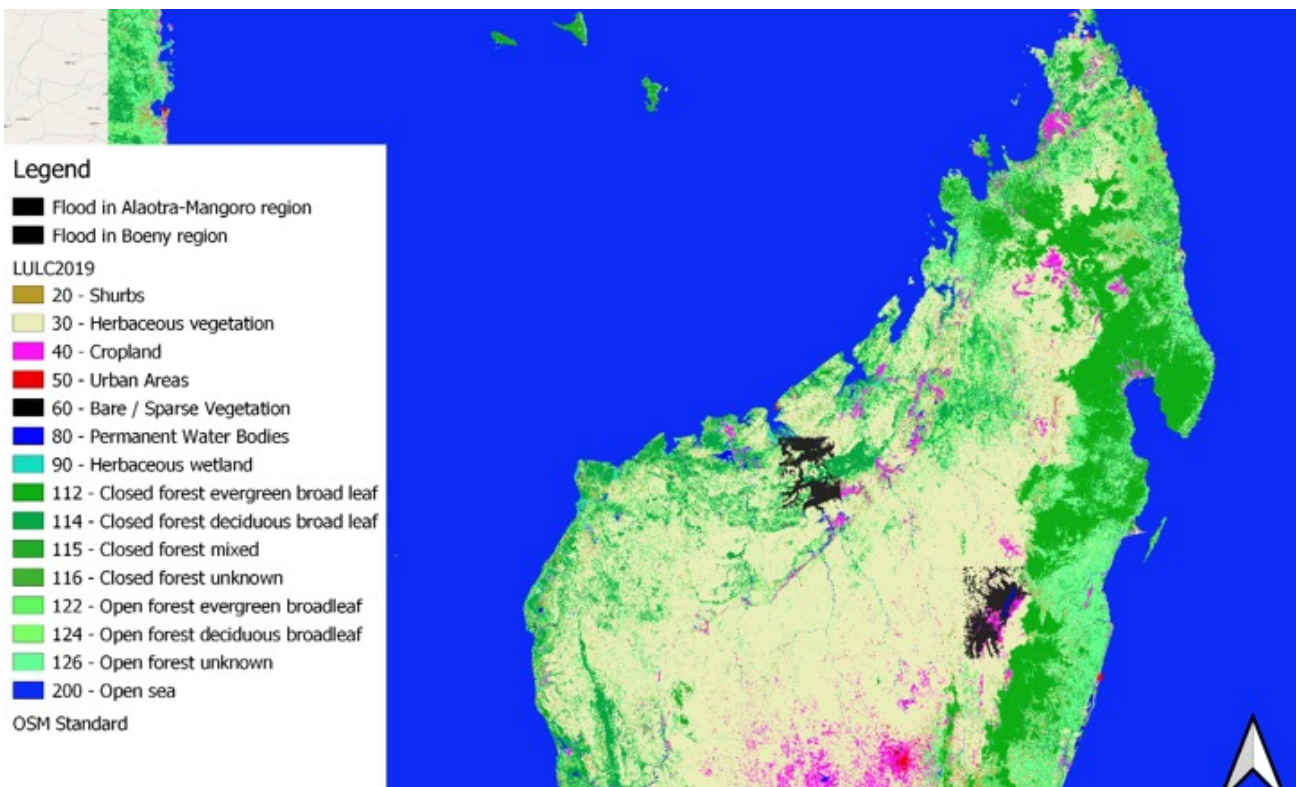 Legend
Flood in Alaotra-Mangoro region
Flood in Boeny region
LULC2019
20 - Shurbs
30 - Herbaceous vegetation
40 - Cropland
50 - Urban Areas
60 - Bare / Sparse Vegetation
80 - Permanent Water Bodies
90 - Herbaceous wetland
112 - Closed forest evergreen broad leaf
114 - Closed forest deciduous broad leaf
115 - Closed forest mixed
116 - Closed forest unknown
122 - Open forest evergreen broadleaf
124 - Open forest deciduous broadleaf
126 - Open forest unknown
200 - Open sea
OSM Standard